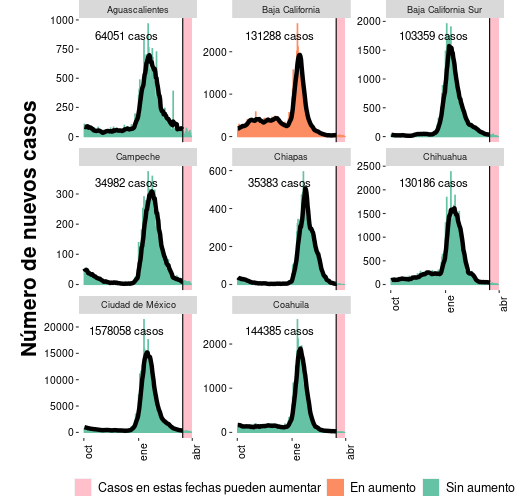 Número de nuevos casos
Aguascalientes
64051 casos
1000
750
500
250
0
Baja California
131288 casos
2000
1000
0
Baja California Sur
103359 casos
2000
1500
1000
500
0
Campeche
34982 casos
300
200
100
0
Chiapas
35383 casos
600
400
200
0
Chihuahua
130186 casos
2500
2000
1500
1000
500
0
oct
ene
abr
Ciudad de México
1578058 casos
20000
15000
10000
5000
0
oct
ene
abr
Coahuila
144385 casos
2000
1000
0
oct
ene
abr
Casos en estas fechas pueden aumentar
En aumento
Sin aumento